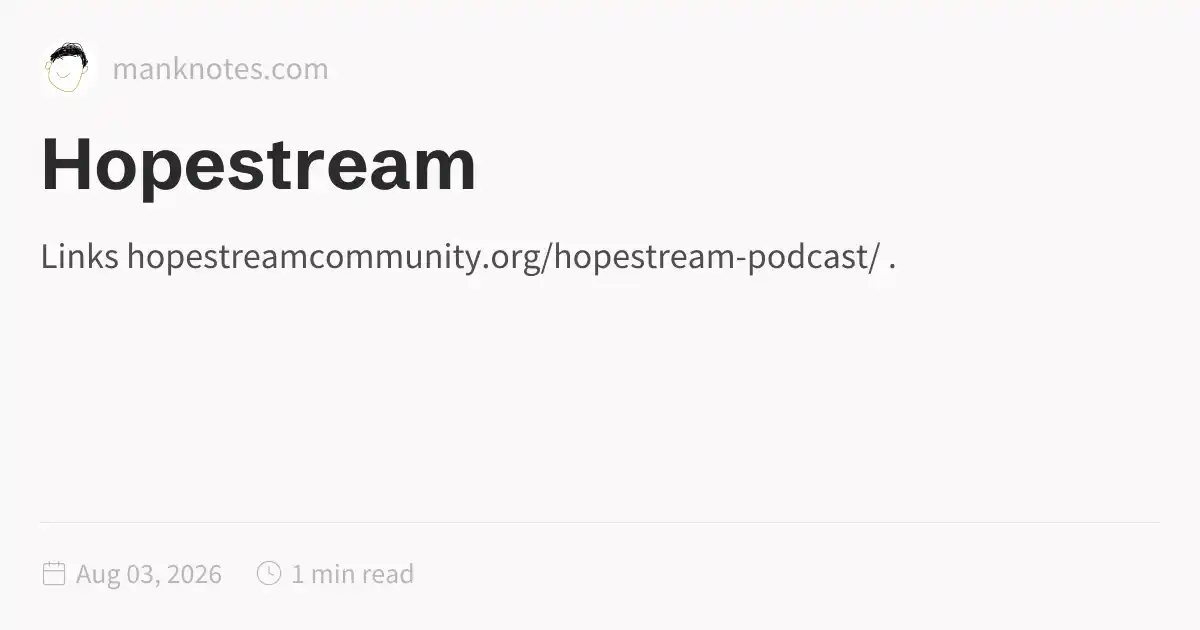 manknotes.com
Hopestream
Links hopestreamcommunity.org/hopestream-podcast/ .
Aug 03, 2026 1 min read